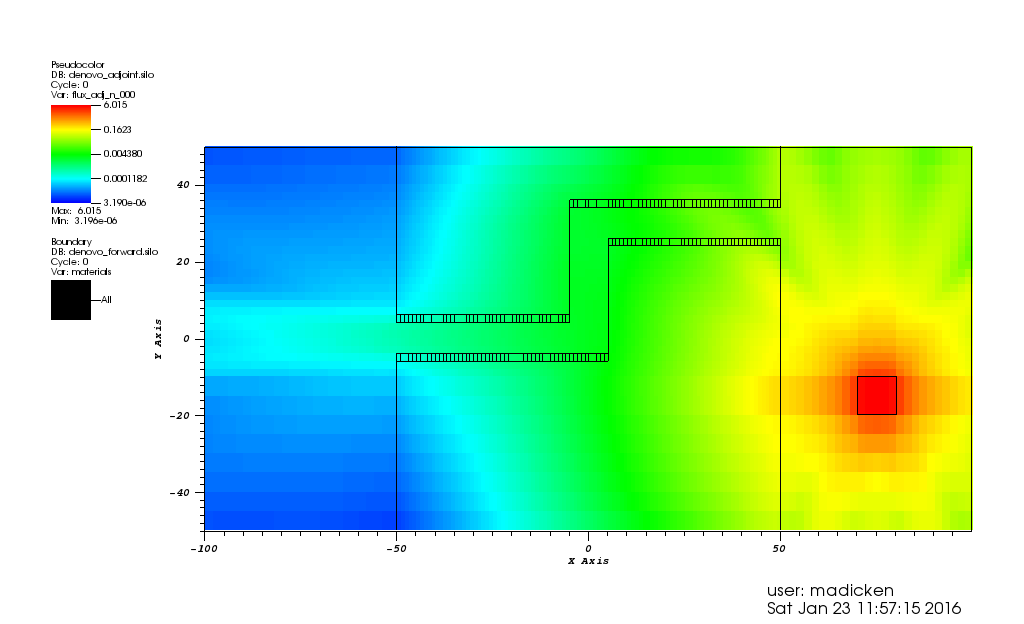 Pseudocolor
DB: denovo_adjoint.silo
Cycle: 0
Var: flux_adj_n_000
6.015
0.1623
0.004380
0.0001182
3.190e-06
Max: 6.015
Min: 3.196e-06
Boundary
DB: denovo_forward.silo
Cycle: 0
Var: materials
All
40
20
0
-20
-40
Y Axis
-100
-50
0
50
X Axis
user: madicken
Sat Jan 23 11:57:15 2016